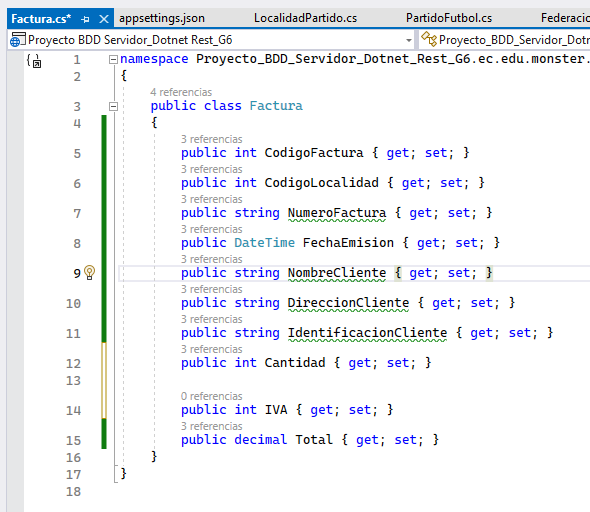 Factura.cs* appsettings.json LocalidadPartido.cs PartidoFutbol.cs Federacio
Proyecto BDD Servidor_Dotnet Rest_G6 Proyecto_BDD_Servidor_Dotn
1 namespace Proyecto_BDD_Servidor_Dotnet_Rest_G6.ec.edu.monster.
2 {
4 referencias
3 public class Factura
4 {
3 referencias
5 public int CodigoFactura { get; set; }
3 referencias
6 public int CodigoLocalidad { get; set; }
3 referencias
7 public string NumeroFactura { get; set; }
3 referencias
8 public DateTime FechaEmision { get; set; }
3 referencias
9 public string NombreCliente { get; set; }
3 referencias
10 public string DireccionCliente { get; set; }
3 referencias
11 public string IdentificacionCliente { get; set; }
3 referencias
12 public int Cantidad { get; set; }
13
0 referencias
14 public int IVA { get; set; }
3 referencias
15 public decimal Total { get; set; }
16 }
17 }
18